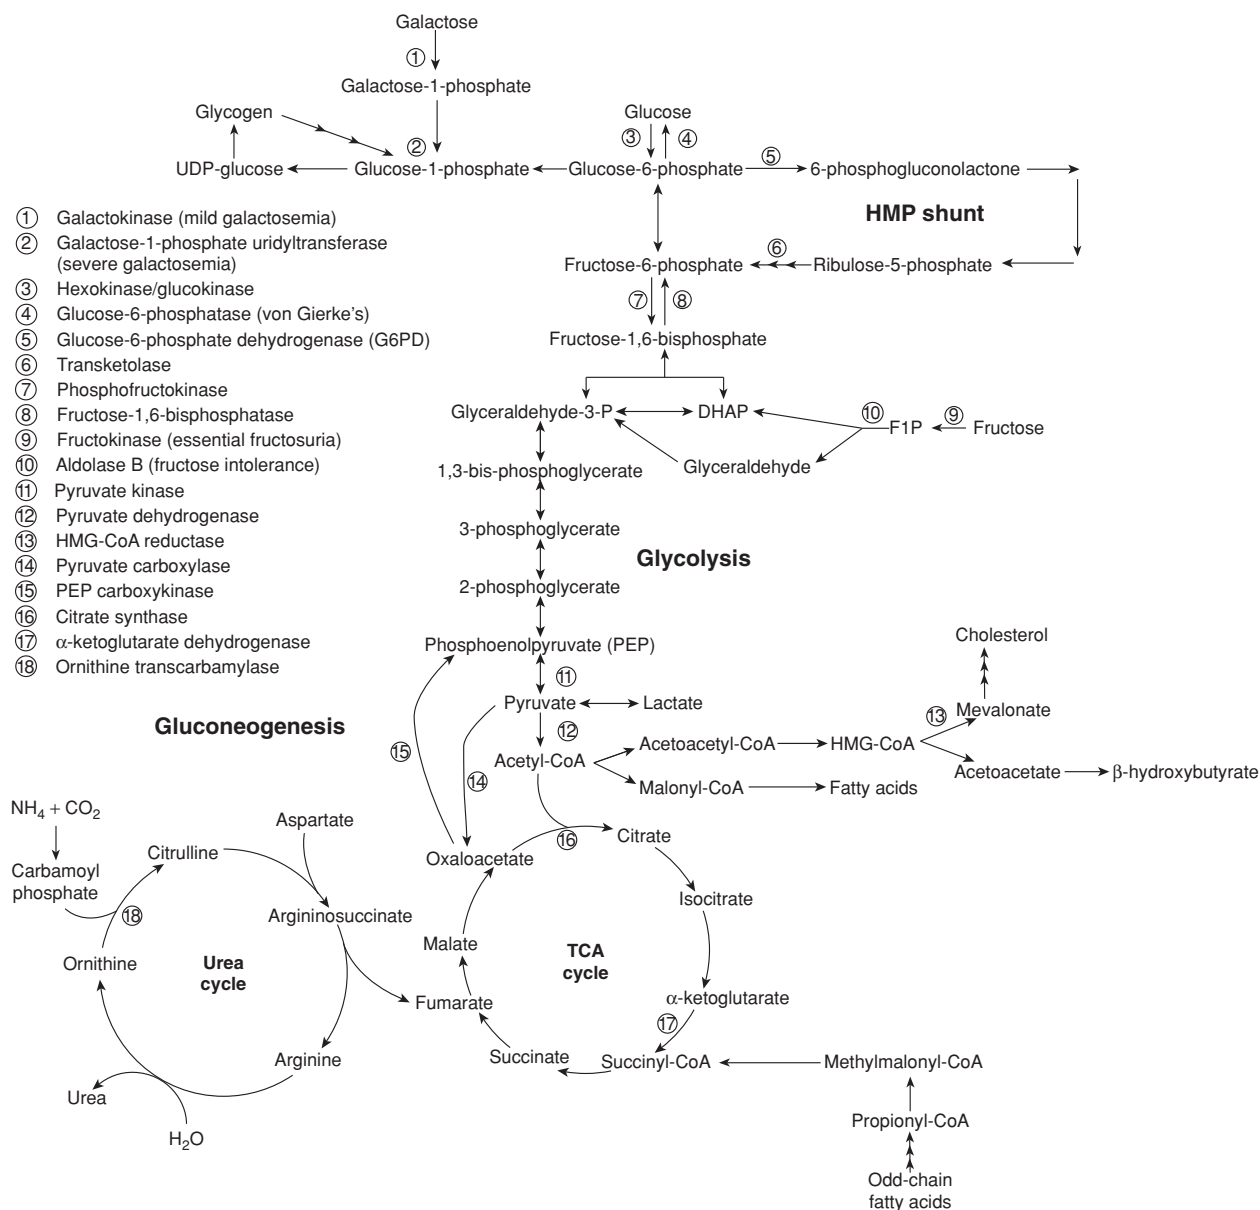 Galactose
①
Galactose-1-phosphate
Glycogen
Glucose
②
③
④
UDP-glucose
Glucose-1-phosphate
Glucose-6-phosphate
⑤
6-phosphogluconolactone
HMP shunt
① Galactokinase (mild galactosemia)
② Galactose-1-phosphate uridyltransferase
(severe galactosemia)
③ Hexokinase/glucokinase
④ Glucose-6-phosphatase (von Gierke's)
⑤ Glucose-6-phosphate dehydrogenase (G6PD)
⑥ Transketolase
⑦ Phosphofructokinase
⑧ Fructose-1,6-bisphosphatase
⑨ Fructokinase (essential fructosuria)
⑩ Aldolase B (fructose intolerance)
⑪ Pyruvate kinase
⑫ Pyruvate dehydrogenase
⑬ HMG-CoA reductase
⑭ Pyruvate carboxylase
⑮ PEP carboxykinase
⑯ Citrate synthase
⑰ α-ketoglutarate dehydrogenase
⑱ Ornithine transcarbamylase
Fructose-6-phosphate
⑥
Ribulose-5-phosphate
⑦
⑧
Fructose-1,6-bisphosphate
Glyceraldehyde-3-P
DHAP
⑩
F1P
⑨
Fructose
Glyceraldehyde
1,3-bis-phosphoglycerate
3-phosphoglycerate
Glycolysis
2-phosphoglycerate
Phosphoenolpyruvate (PEP)
⑪
Pyruvate
Lactate
⑫
Gluconeogenesis
⑮
⑭
Acetyl-CoA
Acetoacetyl-CoA
HMG-CoA
⑬
Cholesterol
Mevalonate
Acetoacetate
β-hydroxybutyrate
Malonyl-CoA
Fatty acids
NH4 + CO2
Aspartate
Citrulline
Carbamoyl
phosphate
⑱
Argininosuccinate
Ornithine
Urea
cycle
Arginine
Urea
H2O
Oxaloacetate
⑯
Citrate
Isocitrate
Malate
TCA
cycle
α-ketoglutarate
⑰
Fumarate
Succinate
Succinyl-CoA
Methylmalonyl-CoA
Propionyl-CoA
Odd-chain
fatty acids